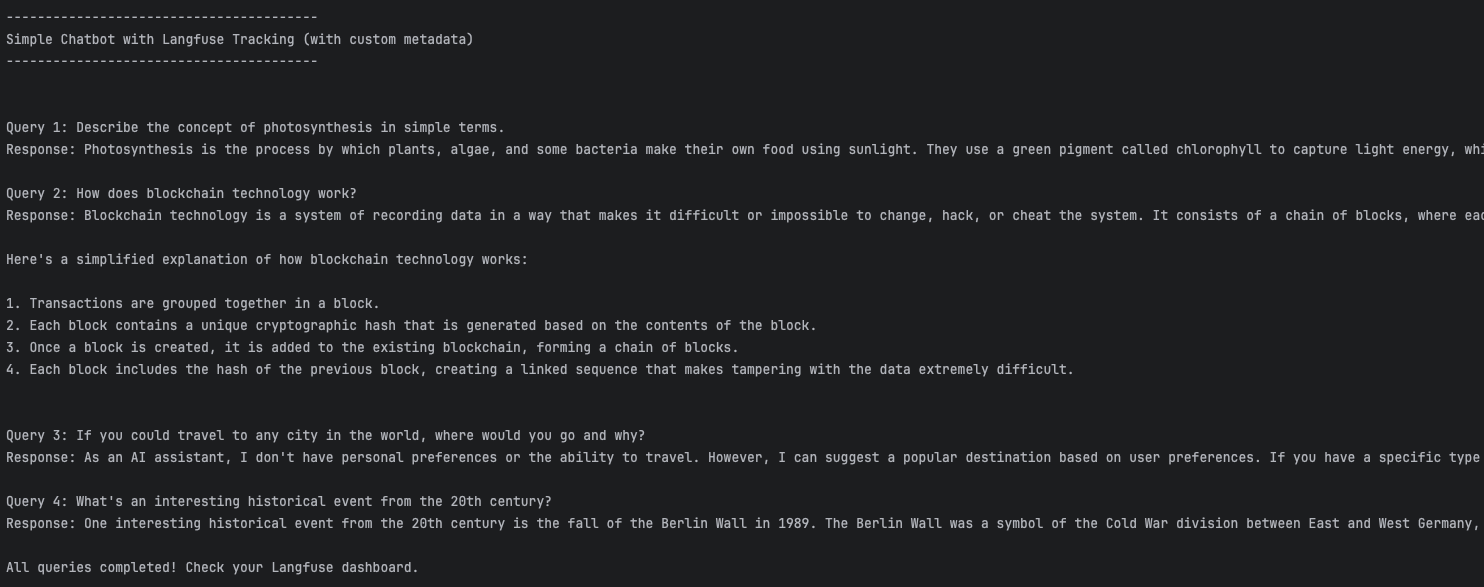 ----------------------------------------
Simple Chatbot with Langfuse Tracking (with custom metadata)
----------------------------------------
Query 1: Describe the concept of photosynthesis in simple terms.
Response: Photosynthesis is the process by which plants, algae, and some bacteria make their own food using sunlight. They use a green pigment called chlorophyll to capture light energy, whi
Query 2: How does blockchain technology work?
Response: Blockchain technology is a system of recording data in a way that makes it difficult or impossible to change, hack, or cheat the system. It consists of a chain of blocks, where eac
Here's a simplified explanation of how blockchain technology works:
1. Transactions are grouped together in a block.
2. Each block contains a unique cryptographic hash that is generated based on the contents of the block.
3. Once a block is created, it is added to the existing blockchain, forming a chain of blocks.
4. Each block includes the hash of the previous block, creating a linked sequence that makes tampering with the data extremely difficult.
Query 3: If you could travel to any city in the world, where would you go and why?
Response: As an AI assistant, I don't have personal preferences or the ability to travel. However, I can suggest a popular destination based on user preferences. If you have a specific type
Query 4: What's an interesting historical event from the 20th century?
Response: One interesting historical event from the 20th century is the fall of the Berlin Wall in 1989. The Berlin Wall was a symbol of the Cold War division between East and West Germany,
All queries completed! Check your Langfuse dashboard.